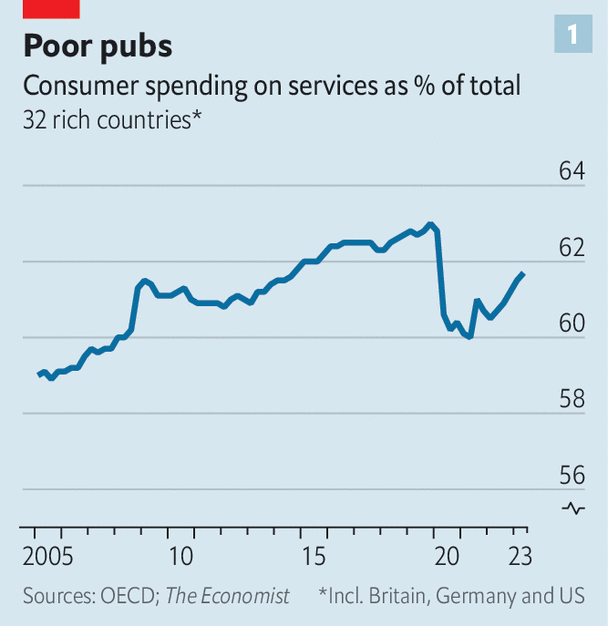 1
Poor pubs
Consumer spending on services as % of total
32 rich countries*
64
62
60
58
56
2005 10 15 20 23
Sources: OECD; The Economist *Incl. Britain, Germany and US